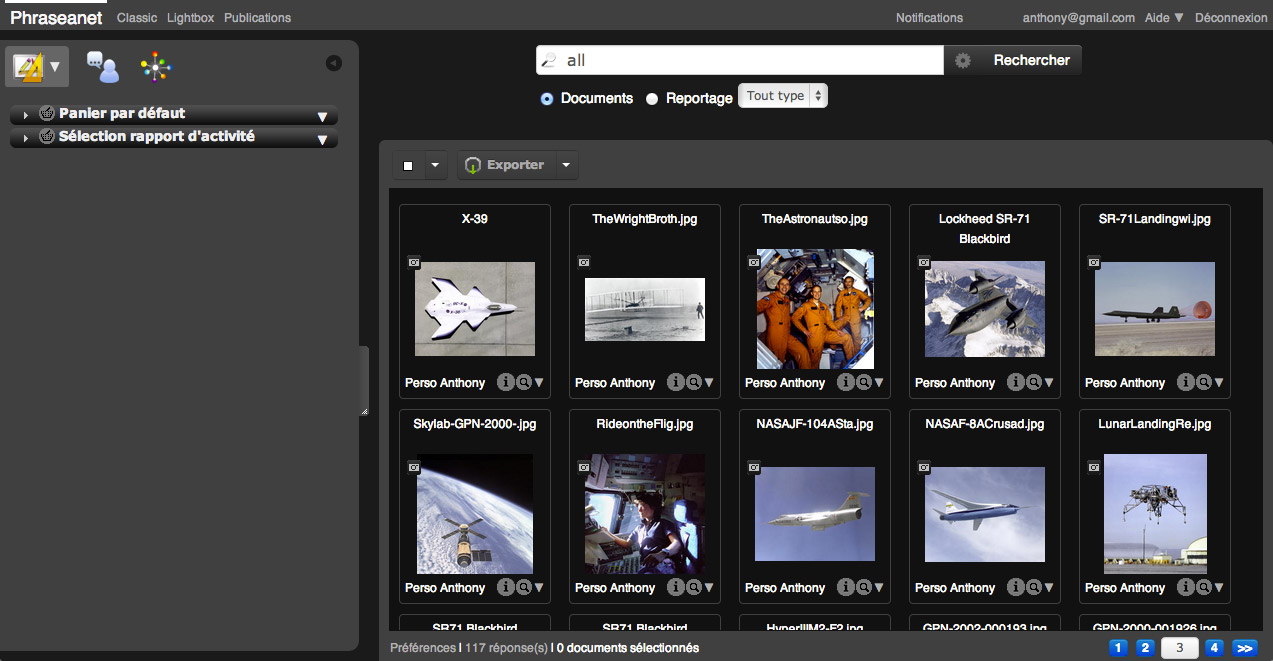 Phraseanet Classic Lightbox Publications Notifications anthony@gmail.com Aide ▼ Déconnexion
all Rechercher
Documents Reportage Tout type
Panier par défaut
Sélection rapport d'activité
Exporter
X-39
Perso Anthony
TheWrightBroth.jpg
Perso Anthony
TheAstronautso.jpg
Perso Anthony
Lockheed SR-71
Blackbird
Perso Anthony
SR-71Landingwi.jpg
Perso Anthony
Skylab-GPN-2000-.jpg
Perso Anthony
RideontheFlig.jpg
Perso Anthony
NASAJF-104ASta.jpg
Perso Anthony
NASAF-8ACrusad.jpg
Perso Anthony
LunarLandingRe.jpg
Perso Anthony
SR71 Blackbird
SR71 Blackbird
HyperIIIM2-F2.jpg
GPN-2002-000193.jpg
GPN-2000-001926.jpg
Préférences | 117 réponse(s) | 0 documents sélectionnés
1 2 3 4 >>